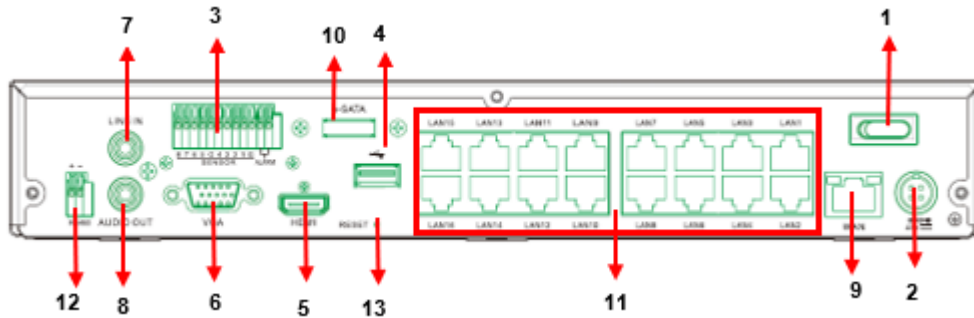 7 3 10 4 1
LINE IN
e-SATA
LAN15 LAN13 LAN11 LAN9 LAN7 LAN5 LAN3 LAN1
SENSOR ALARM
+ -
RS485 AUDIO OUT VGA HDMI RESET
LAN16 LAN14 LAN12 LAN10 LAN8 LAN6 LAN4 LAN2
WAN
12 8 6 5 13 11 9 2